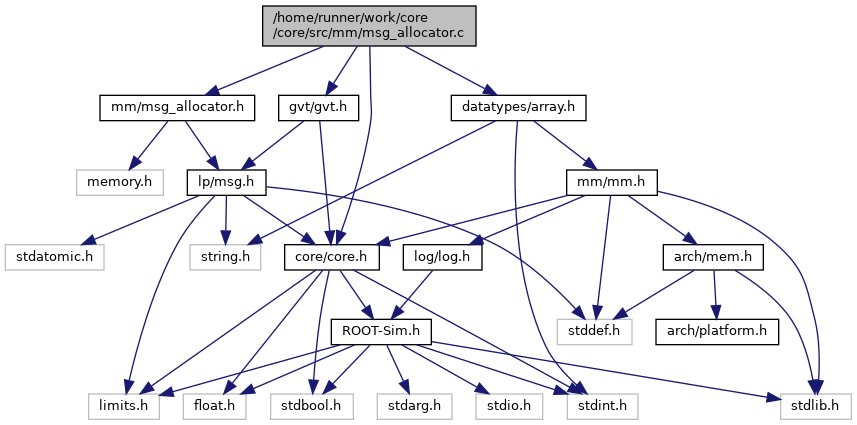 /home/runner/work/core
/core/src/mm/msg_allocator.c
mm/msg_allocator.h
gvt/gvt.h
datatypes/array.h
memory.h
lp/msg.h
mm/mm.h
stdatomic.h
string.h
core/core.h
log/log.h
arch/mem.h
ROOT-Sim.h
stddef.h
arch/platform.h
limits.h
float.h
stdbool.h
stdarg.h
stdio.h
stdint.h
stdlib.h